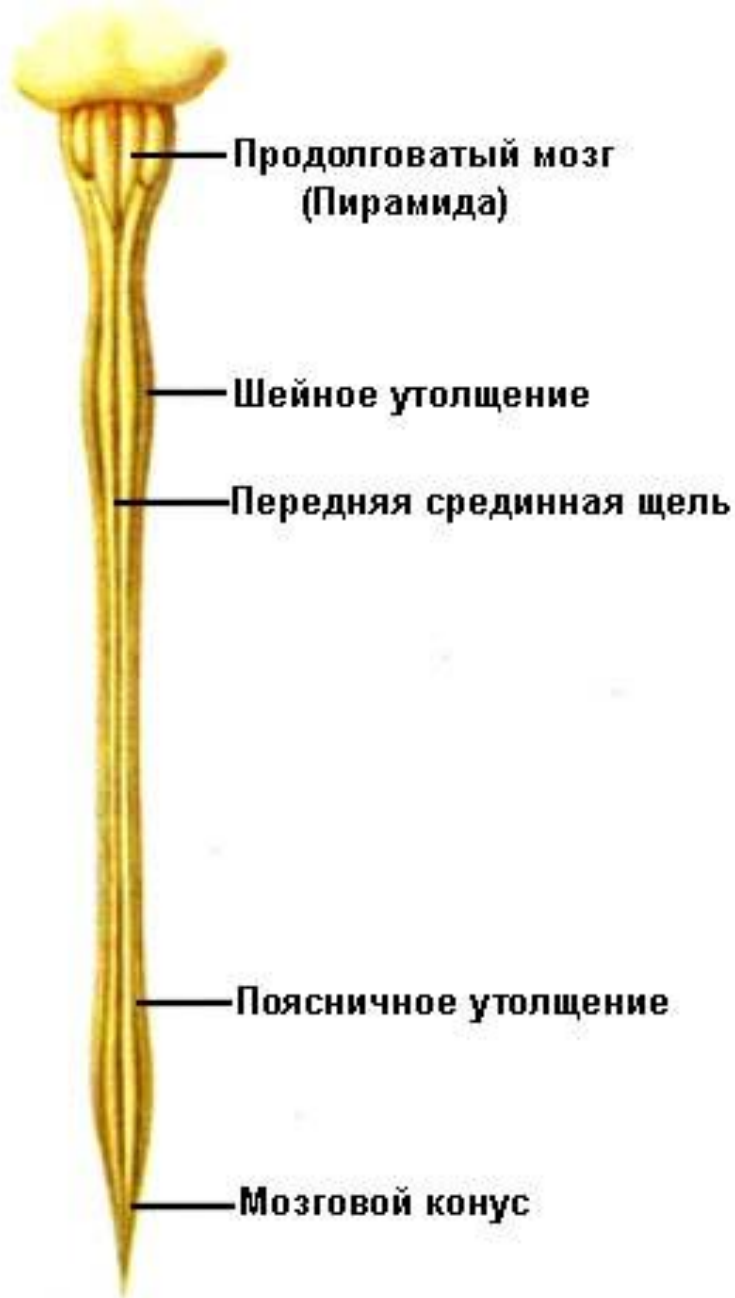 Продолговатый мозг
(Пирамида)
Шейное утолщение
Передняя срединная щель
Поясничное утолщение
Мозговой конус